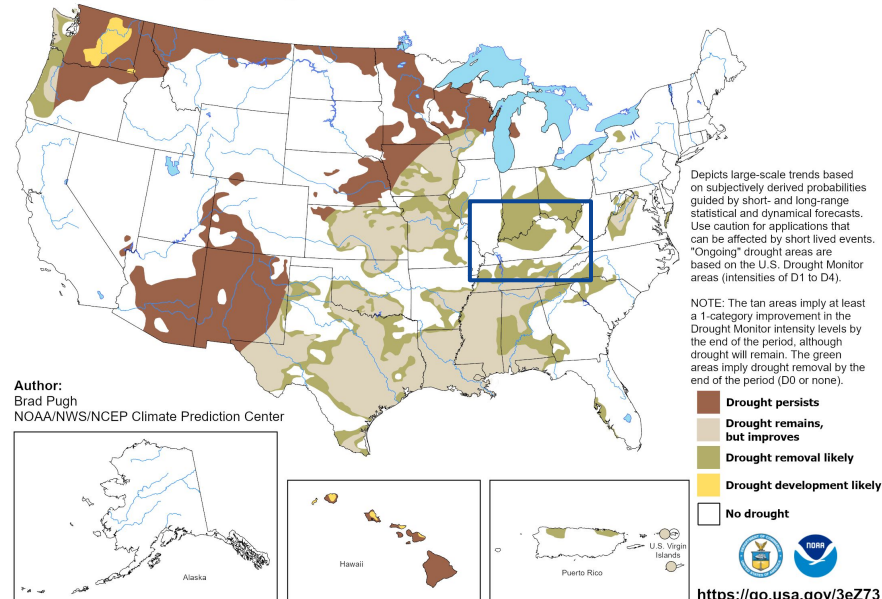 Depicts large-scale trends based
on subjectively derived probabilities
guided by short- and long-range
statistical and dynamical forecasts.
Use caution for applications that
can be affected by short lived events.
"Ongoing" drought areas are
based on the U.S. Drought Monitor
areas (intensities of D1 to D4).
NOTE: The tan areas imply at least
a 1-category improvement in the
Drought Monitor intensity levels by
the end of the period, although
drought will remain. The green
areas imply drought removal by the
end of the period (D0 or none).
Author:
Brad Pugh
NOAA/NWS/NCEP Climate Prediction Center
Drought persists
Drought remains,
but improves
Drought removal likely
Drought development likely
No drought
Alaska
Hawaii
Puerto Rico
U.S. Virgin
Islands
NOAA
https://go.usa.gov/3eZ73